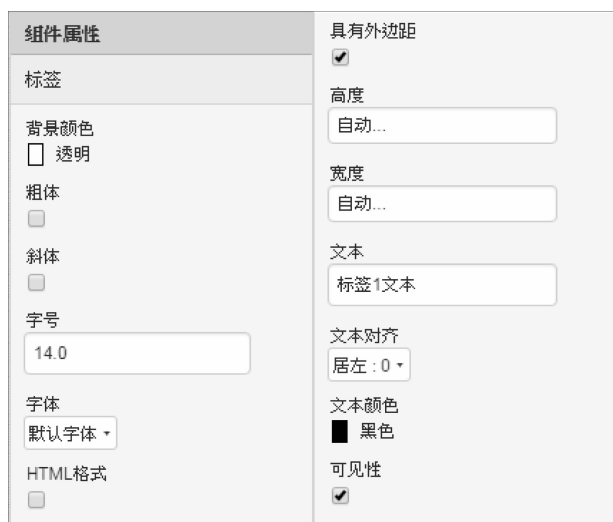 组件属性
标签
背景颜色
透明
粗体
斜体
字号
14.0
字体
默认字体
HTML格式
具有外边距
高度
自动...
宽度
自动...
文本
标签1文本
文本对齐
居左 : 0
文本颜色
黑色
可见性